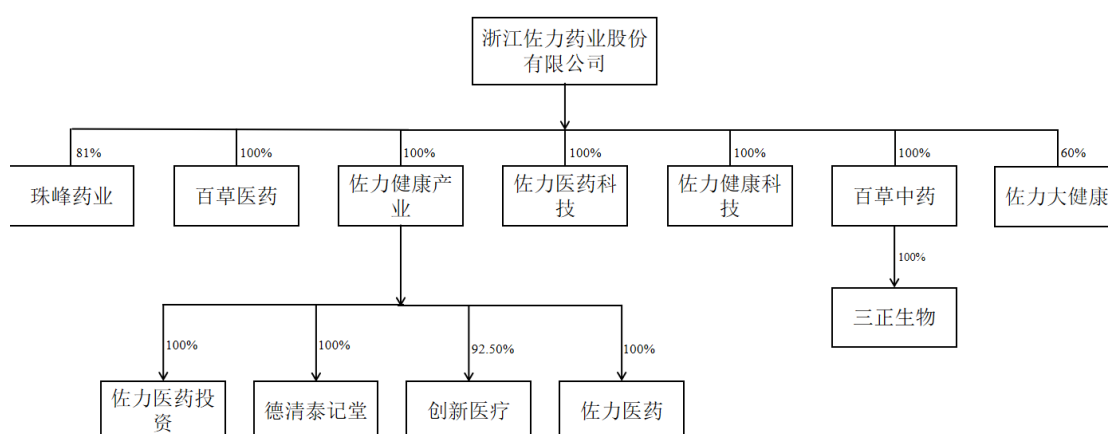 浙江佐力药业股份
有限公司
81%
100%
100%
100%
100%
100%
60%
珠峰药业
百草医药
佐力健康产
业
佐力医药科
技
佐力健康科
技
百草中药
佐力大健康
100%
三正生物
100%
100%
92.50%
100%
佐力医药投
资
德清泰记堂
创新医疗
佐力医药